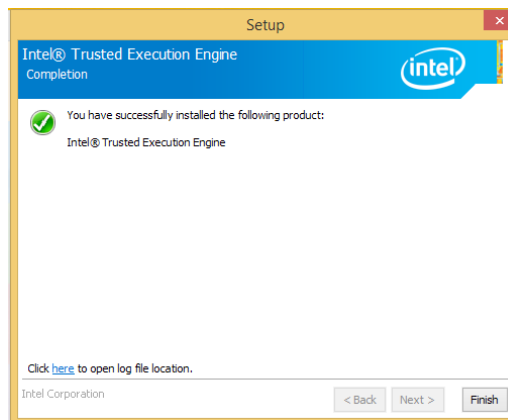 Setup
Intel® Trusted Execution Engine
Completion
intel
You have successfully installed the following product:
Intel® Trusted Execution Engine
Click here to open log file location.
Intel Corporation
< Back Next > Finish